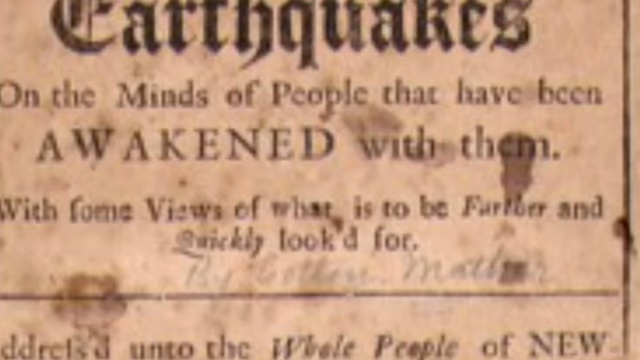 Earthquakes
On the Minds of People that have been
AWAKENED with them.
With ſome Views of what, is to be Further and
Quickly look'd for.
By Cotton Mather
ddreſs'd unto the Whole People of NEW-